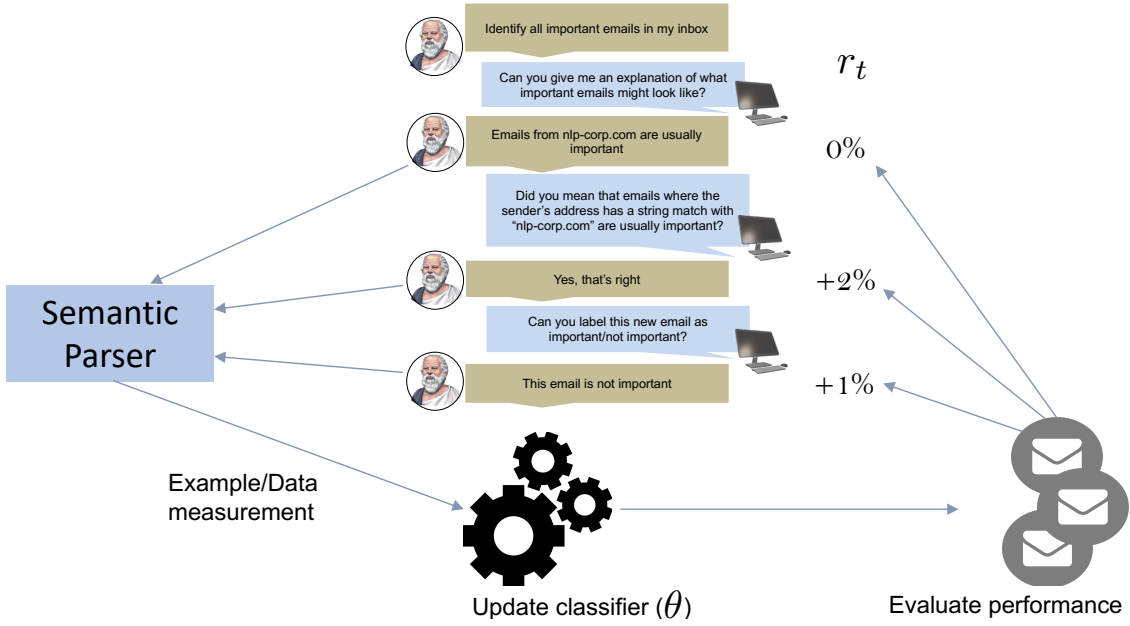 Identify all important emails in my inbox
r_t
Can you give me an explanation of what
important emails might look like?
Emails from nlp-corp.com are usually
important
0%
Did you mean that emails where the
sender's address has a string match with
“nlp-corp.com” are usually important?
Yes, that's right
+2%
Semantic
Parser
Can you label this new email as
important/not important?
This email is not important
+1%
Example/Data
measurement
Update classifier (θ)
Evaluate performance